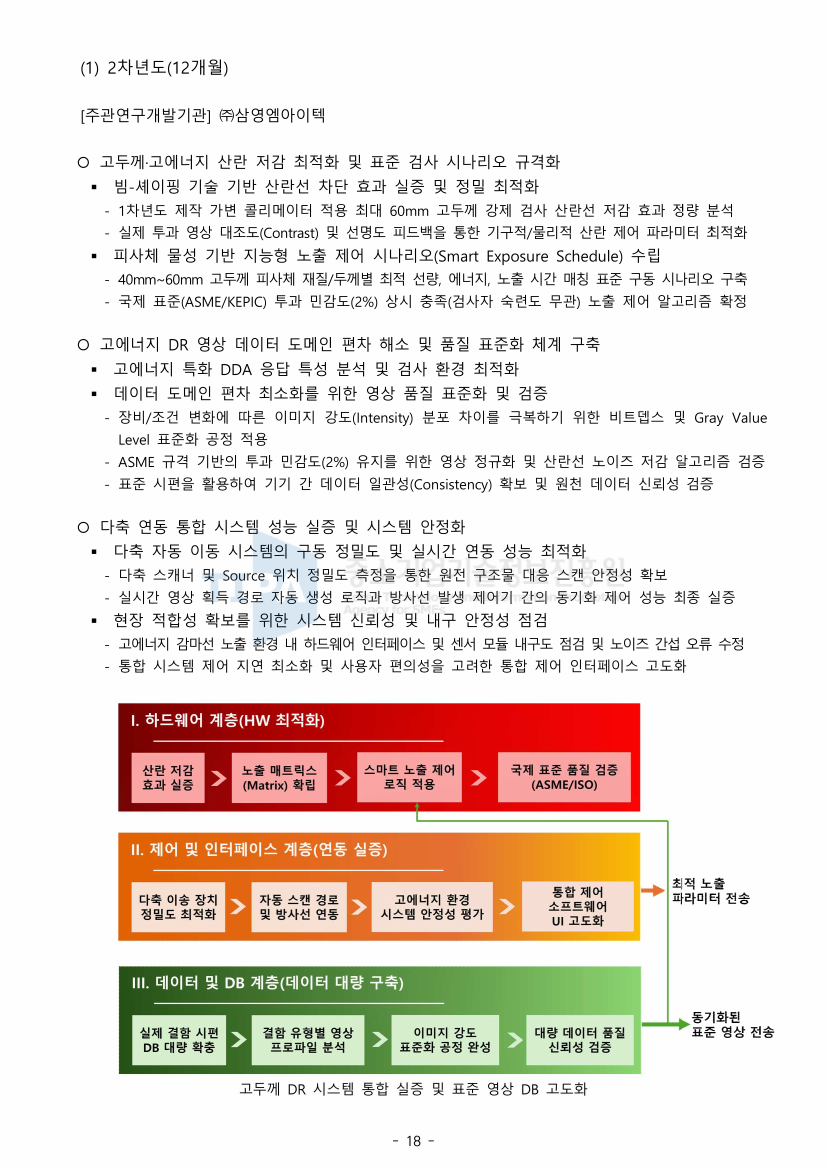 (1) 2차년도(12개월)
[주관연구개발기관] ㈜삼영엠아이텍
○ 고두께·고에너지 산란 저감 최적화 및 표준 검사 시나리오 규격화
▪ 빔-셰이핑 기술 기반 산란선 차단 효과 실증 및 정밀 최적화
- 1차년도 제작 가변 콜리메이터 적용 최대 60mm 고두께 강제 검사 산란선 저감 효과 정량 분석
- 실제 투과 영상 대조도(Contrast) 및 선명도 피드백을 통한 기구적/물리적 산란 제어 파라미터 최적화
▪ 피사체 물성 기반 지능형 노출 제어 시나리오(Smart Exposure Schedule) 수립
- 40mm~60mm 고두께 피사체 재질/두께별 최적 선량, 에너지, 노출 시간 매칭 표준 구동 시나리오 구축
- 국제 표준(ASME/KEPIC) 투과 민감도(2%) 상시 충족(검사자 숙련도 무관) 노출 제어 알고리즘 확정
○ 고에너지 DR 영상 데이터 도메인 편차 해소 및 품질 표준화 체계 구축
▪ 고에너지 특화 DDA 응답 특성 분석 및 검사 환경 최적화
▪ 데이터 도메인 편차 최소화를 위한 영상 품질 표준화 및 검증
- 장비/조건 변화에 따른 이미지 강도(Intensity) 분포 차이를 극복하기 위한 비트뎁스 및 Gray Value
Level 표준화 공정 적용
- ASME 규격 기반의 투과 민감도(2%) 유지를 위한 영상 정규화 및 산란선 노이즈 저감 알고리즘 검증
- 표준 시편을 활용하여 기기 간 데이터 일관성(Consistency) 확보 및 원천 데이터 신뢰성 검증
○ 다축 연동 통합 시스템 성능 실증 및 시스템 안정화
▪ 다축 자동 이동 시스템의 구동 정밀도 및 실시간 연동 성능 최적화
- 다축 스캐너 및 Source 위치 정밀도 측정을 통한 원전 구조물 대응 스캔 안정성 확보
- 실시간 영상 획득 경로 자동 생성 로직과 방사선 발생 제어기 간의 동기화 제어 성능 최종 실증
▪ 현장 적합성 확보를 위한 시스템 신뢰성 및 내구 안정성 점검
- 고에너지 감마선 노출 환경 내 하드웨어 인터페이스 및 센서 모듈 내구도 점검 및 노이즈 간섭 오류 수정
- 통합 시스템 제어 지연 최소화 및 사용자 편의성을 고려한 통합 제어 인터페이스 고도화
중소기업기술정보진흥원
Agency for SMEs
I. 하드웨어 계층(HW 최적화)
산란 저감
효과 실증
노출 매트릭스
(Matrix) 확립
스마트 노출 제어
로직 적용
국제 표준 품질 검증
(ASME/ISO)
II. 제어 및 인터페이스 계층(연동 실증)
다축 이송 장치
정밀도 최적화
자동 스캔 경로
및 방사선 연동
고에너지 환경
시스템 안정성 평가
통합 제어
소프트웨어
UI 고도화
최적 노출
파라미터 전송
III. 데이터 및 DB 계층(데이터 대량 구축)
실제 결함 시편
DB 대량 확충
결함 유형별 영상
프로파일 분석
이미지 강도
표준화 공정 완성
대량 데이터 품질
신뢰성 검증
동기화된
표준 영상 전송
고두께 DR 시스템 통합 실증 및 표준 영상 DB 고도화
- 18 -